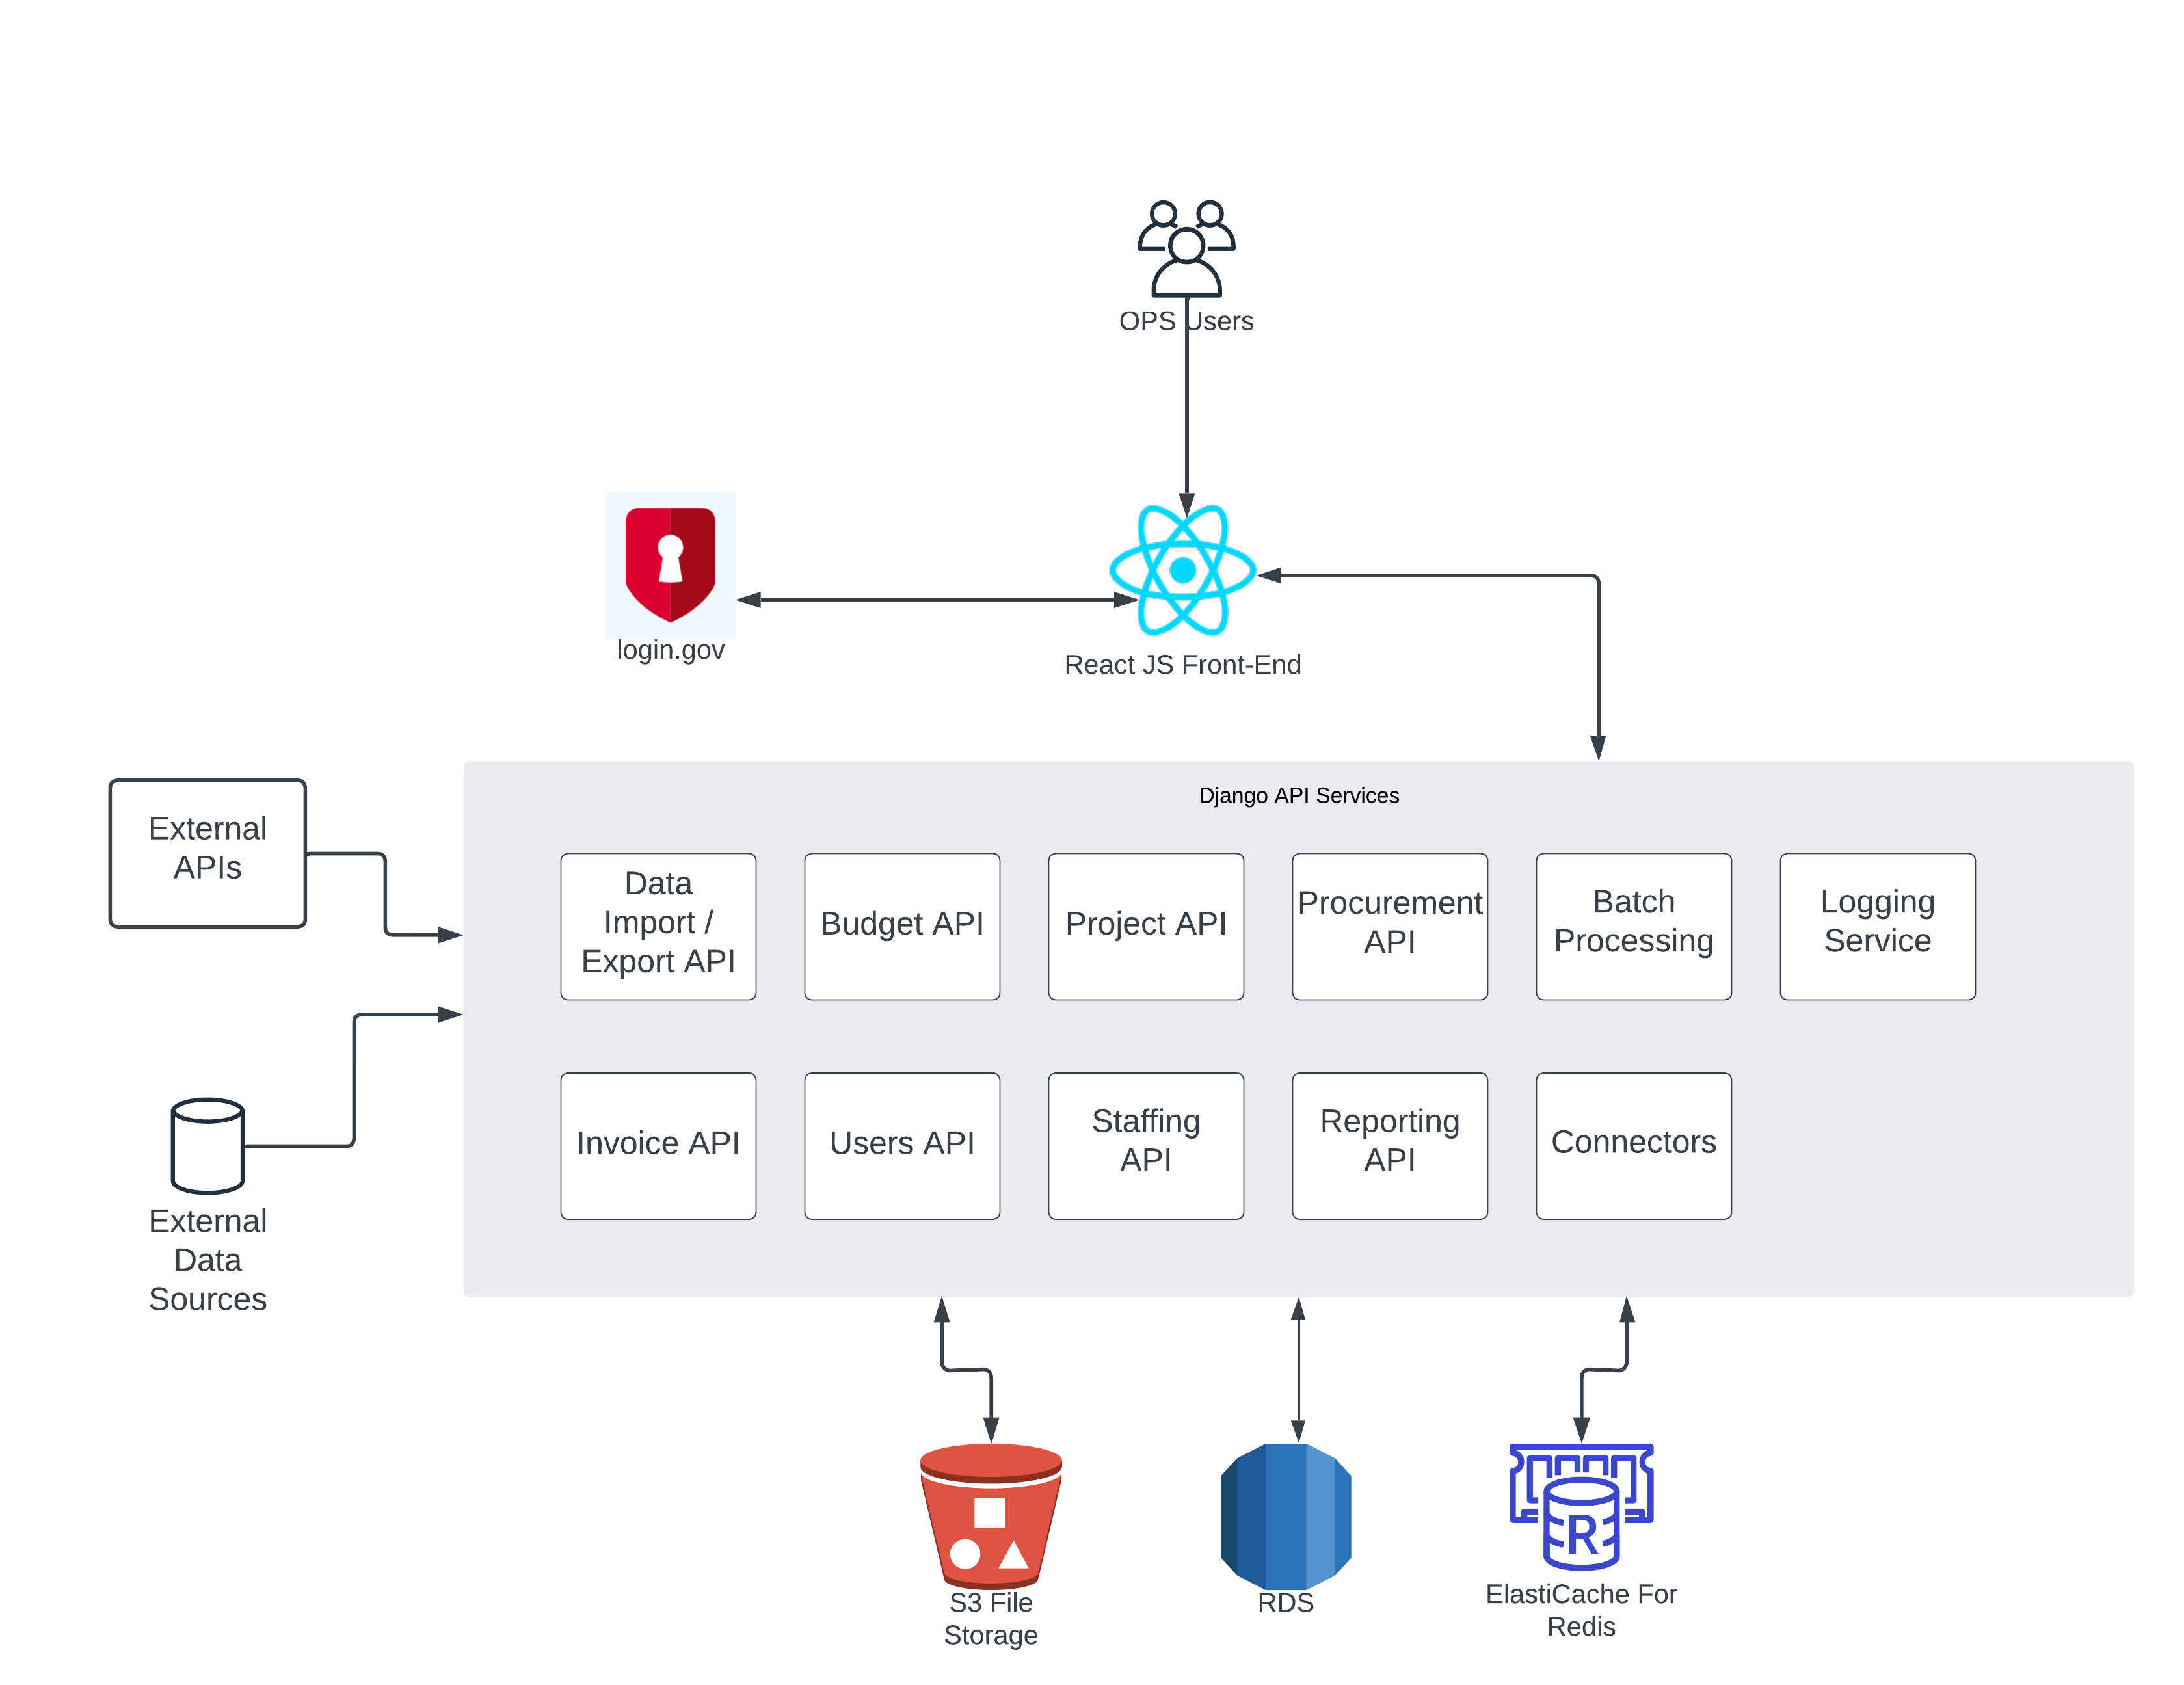 OPS Users
login.gov
React JS Front-End
External
APIs
Django API Services
Data
Import /
Export API
Budget API
Project API
Procurement
API
Batch
Processing
Logging
Service
Invoice API
Users API
Staffing
API
Reporting
API
Connectors
External
Data
Sources
S3 File
Storage
RDS
R
ElastiCache For
Redis